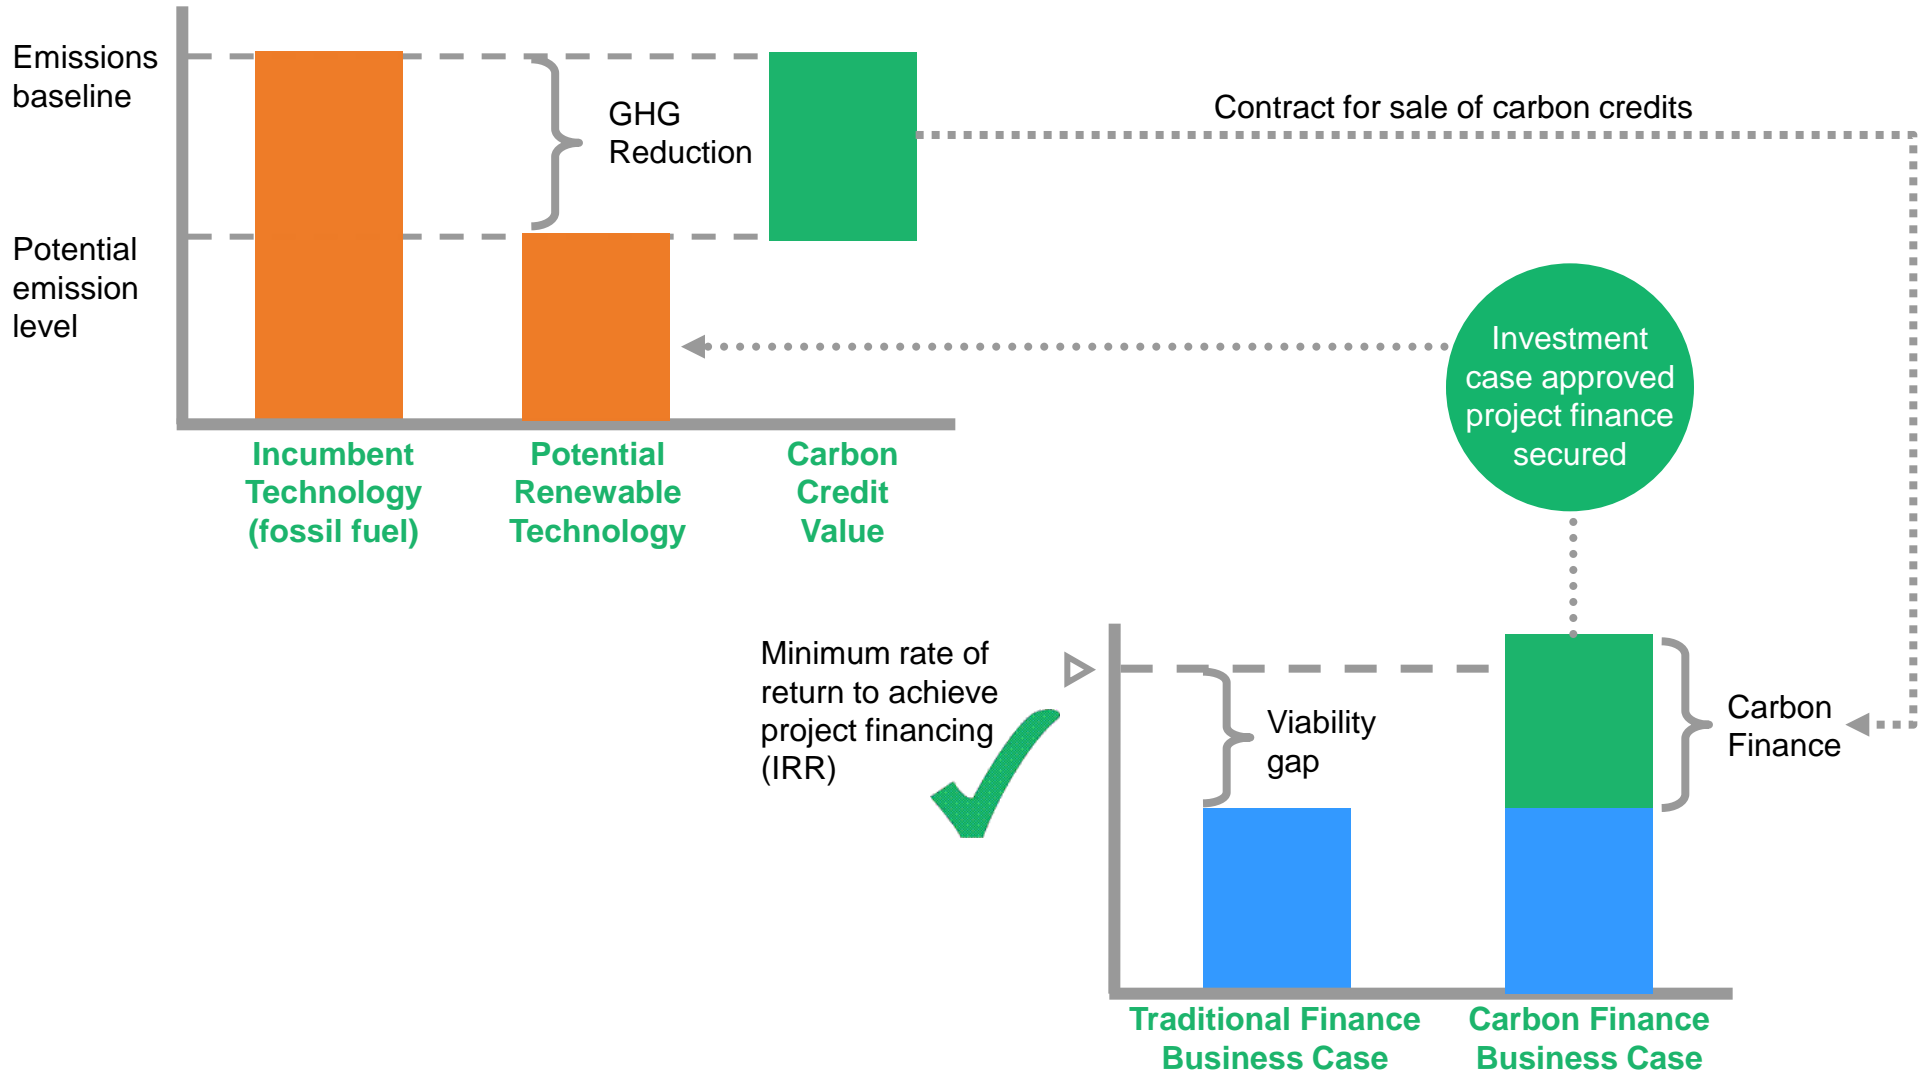 Emissions
baseline
GHG
Reduction
Contract for sale of carbon credits
Potential
emission
level
Investment
case approved
project finance
secured
Incumbent
Technology
(fossil fuel)
Potential
Renewable
Technology
Carbon
Credit
Value
Minimum rate of
return to achieve
project financing
(IRR)
Viability
gap
Carbon
Finance
Traditional Finance
Business Case
Carbon Finance
Business Case